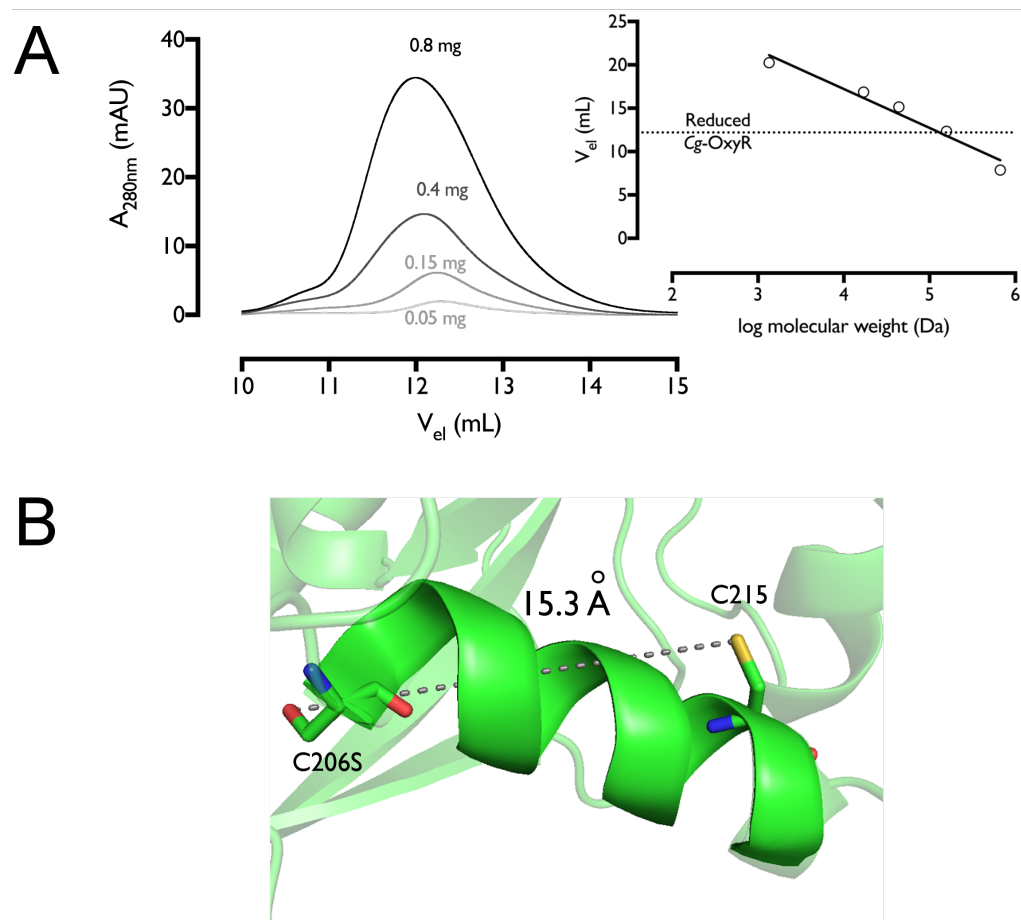 A
40
30
20
10
0
A280nm (mAU)
0.8 mg
0.4 mg
0.15 mg
0.05 mg
10 11 12 13 14 15
Vel (mL)
25
20
15
10
5
0
Vel (mL)
Reduced
Cg-OxyR
2 3 4 5 6
log molecular weight (Da)
B
15.3 Å
C215
C206S